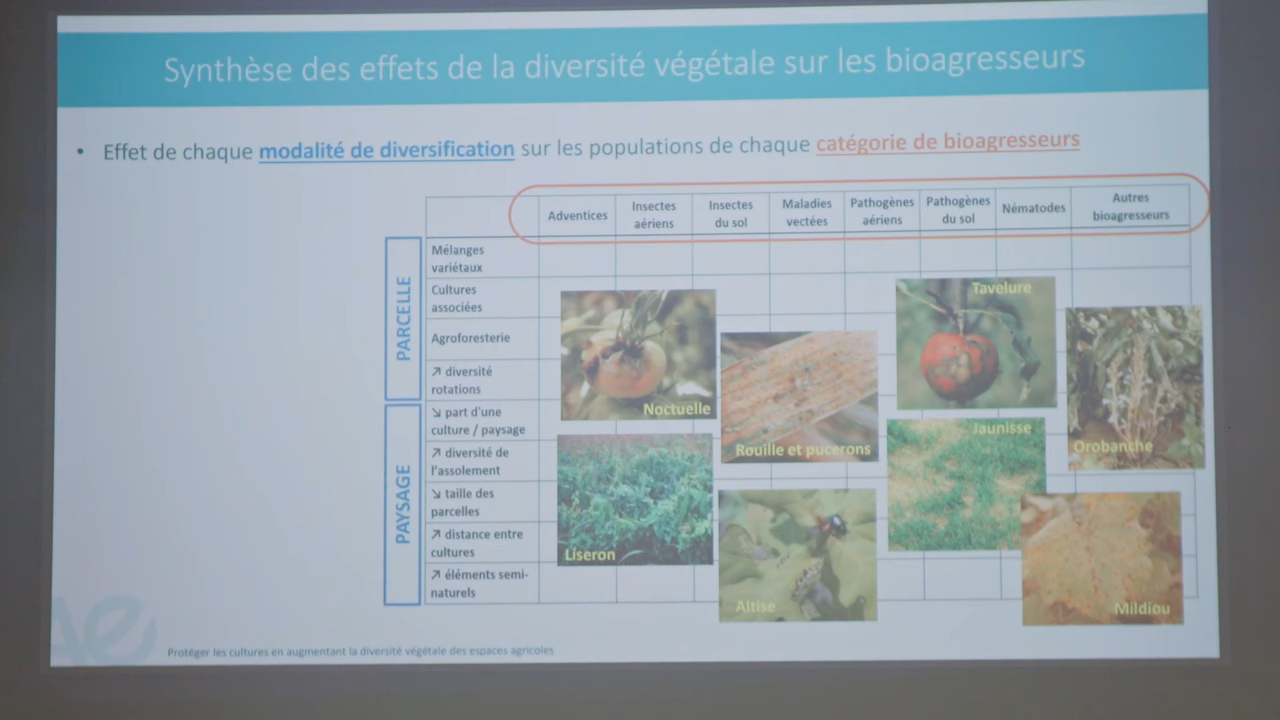 Synthèse des effets de la diversité végétale sur les bioagresseurs
• Effet de chaque modalité de diversification sur les populations de chaque catégorie de bioagresseurs
Adventices
Insectes
aériens
Insectes
du sol
Maladies
vectées
Pathogènes
aériens
Pathogènes
du sol
Nématodes
Autres
bioagresseurs
PARCELLE
Mélanges
variétaux
Cultures
associées
Agroforesterie
↗ diversité
rotations
PAYSAGE
↘ part d'une
culture / paysage
↗ diversité de
l'assolement
↘ taille des
parcelles
↗ distance entre
cultures
↗ éléments semi-
naturels
Noctuelle
Rouille et pucerons
Tavelure
Orobanche
Liseron
Altise
Jaunisse
Mildiou
Ae
Protéger les cultures en augmentant la diversité végétale des espaces agricoles